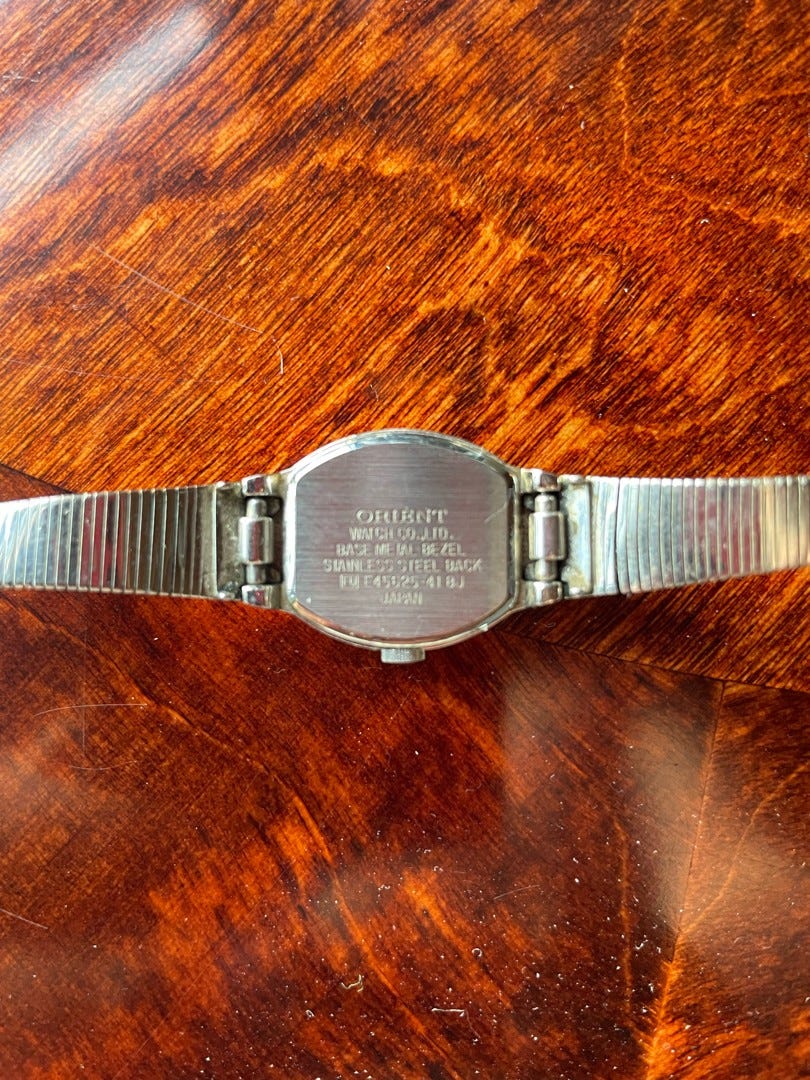 ORIENT
WATCH CO.,LTD.
BASE METAL BEZEL
STAINLESS STEEL BACK
JAPAN